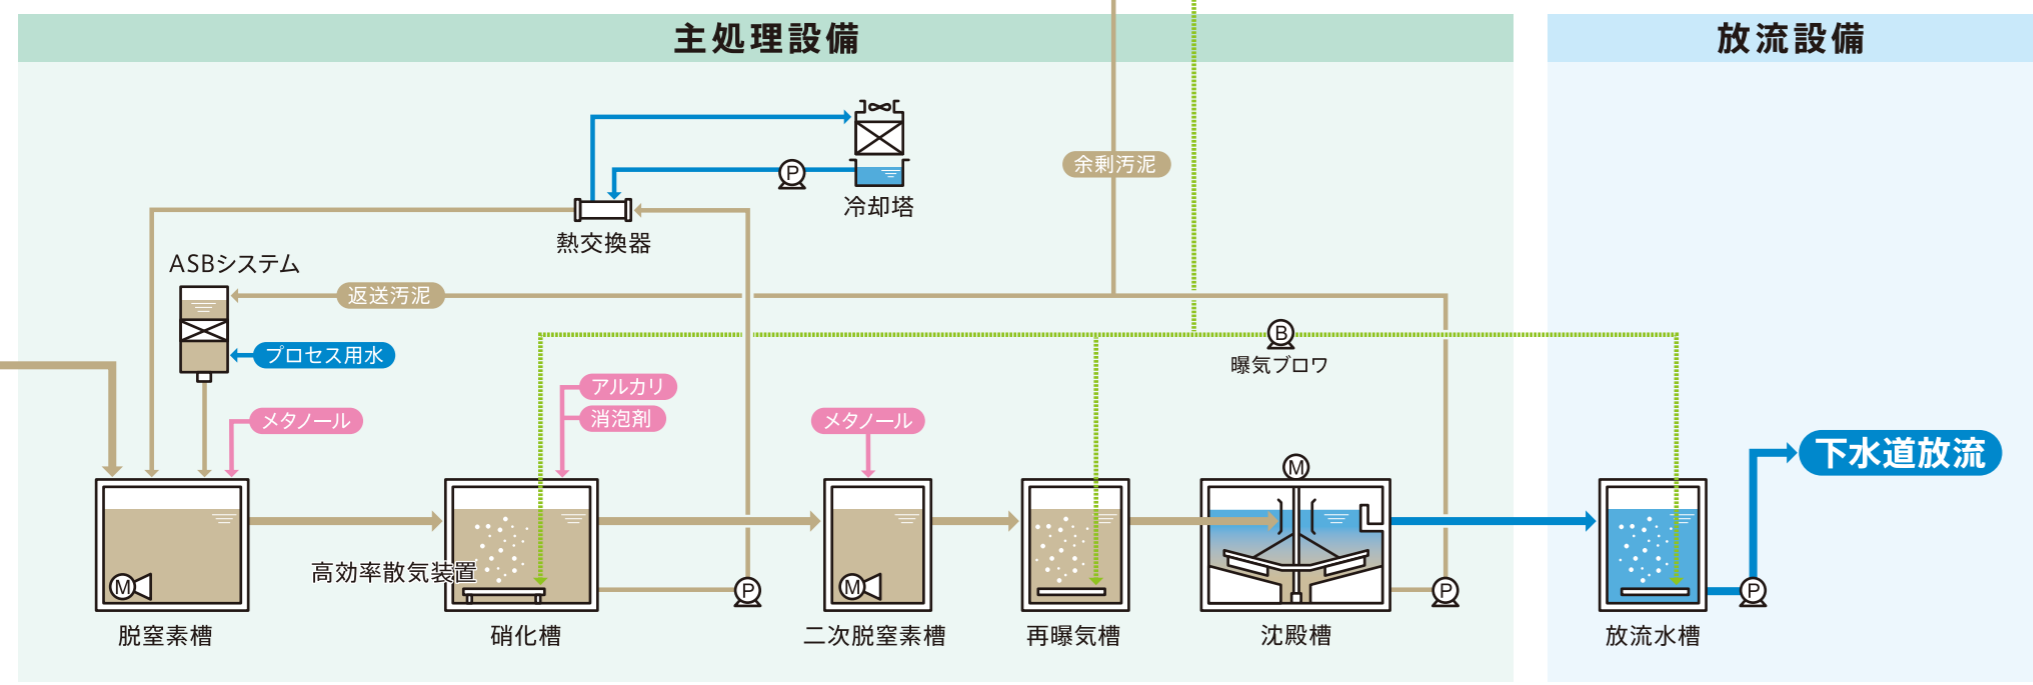 主処理設備
放流設備
冷却塔
余剰汚泥
熱交換器
ASBシステム
返送汚泥
プロセス用水
B
曝気ブロワ
アルカリ
消泡剤
メタノール
メタノール
下水道放流
高効率散気装置
M
M
M
P
P
P
P
脱窒素槽
硝化槽
二次脱窒素槽
再曝気槽
沈殿槽
放流水槽